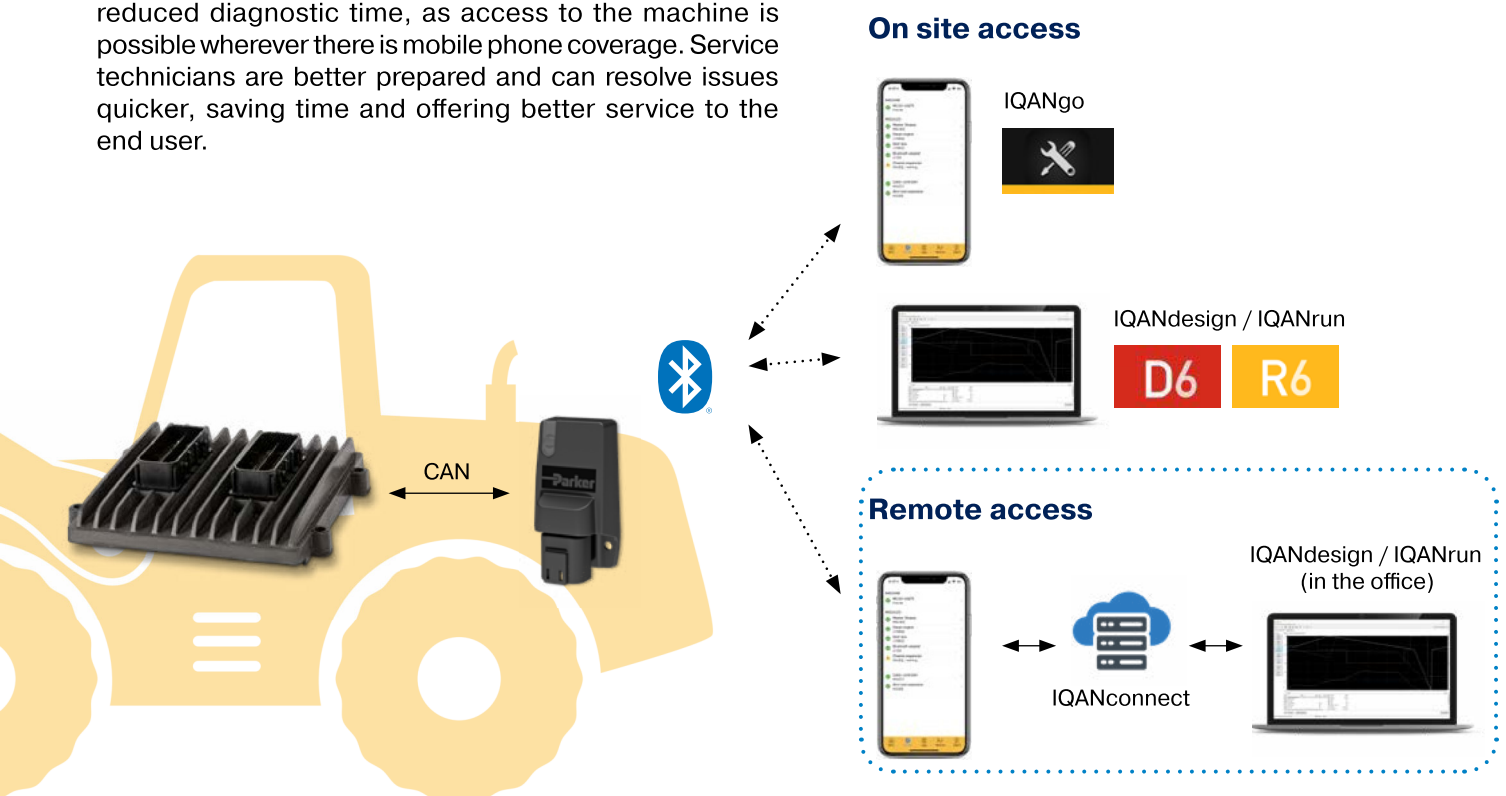 reduced diagnostic time, as access to the machine is
possible wherever there is mobile phone coverage. Service
technicians are better prepared and can resolve issues
quicker, saving time and offering better service to the
end user.
On site access
IQANgo
IQANdesign / IQANrun
D6
R6
CAN
Parker
®
Remote access
IQANdesign / IQANrun
(in the office)
IQANconnect